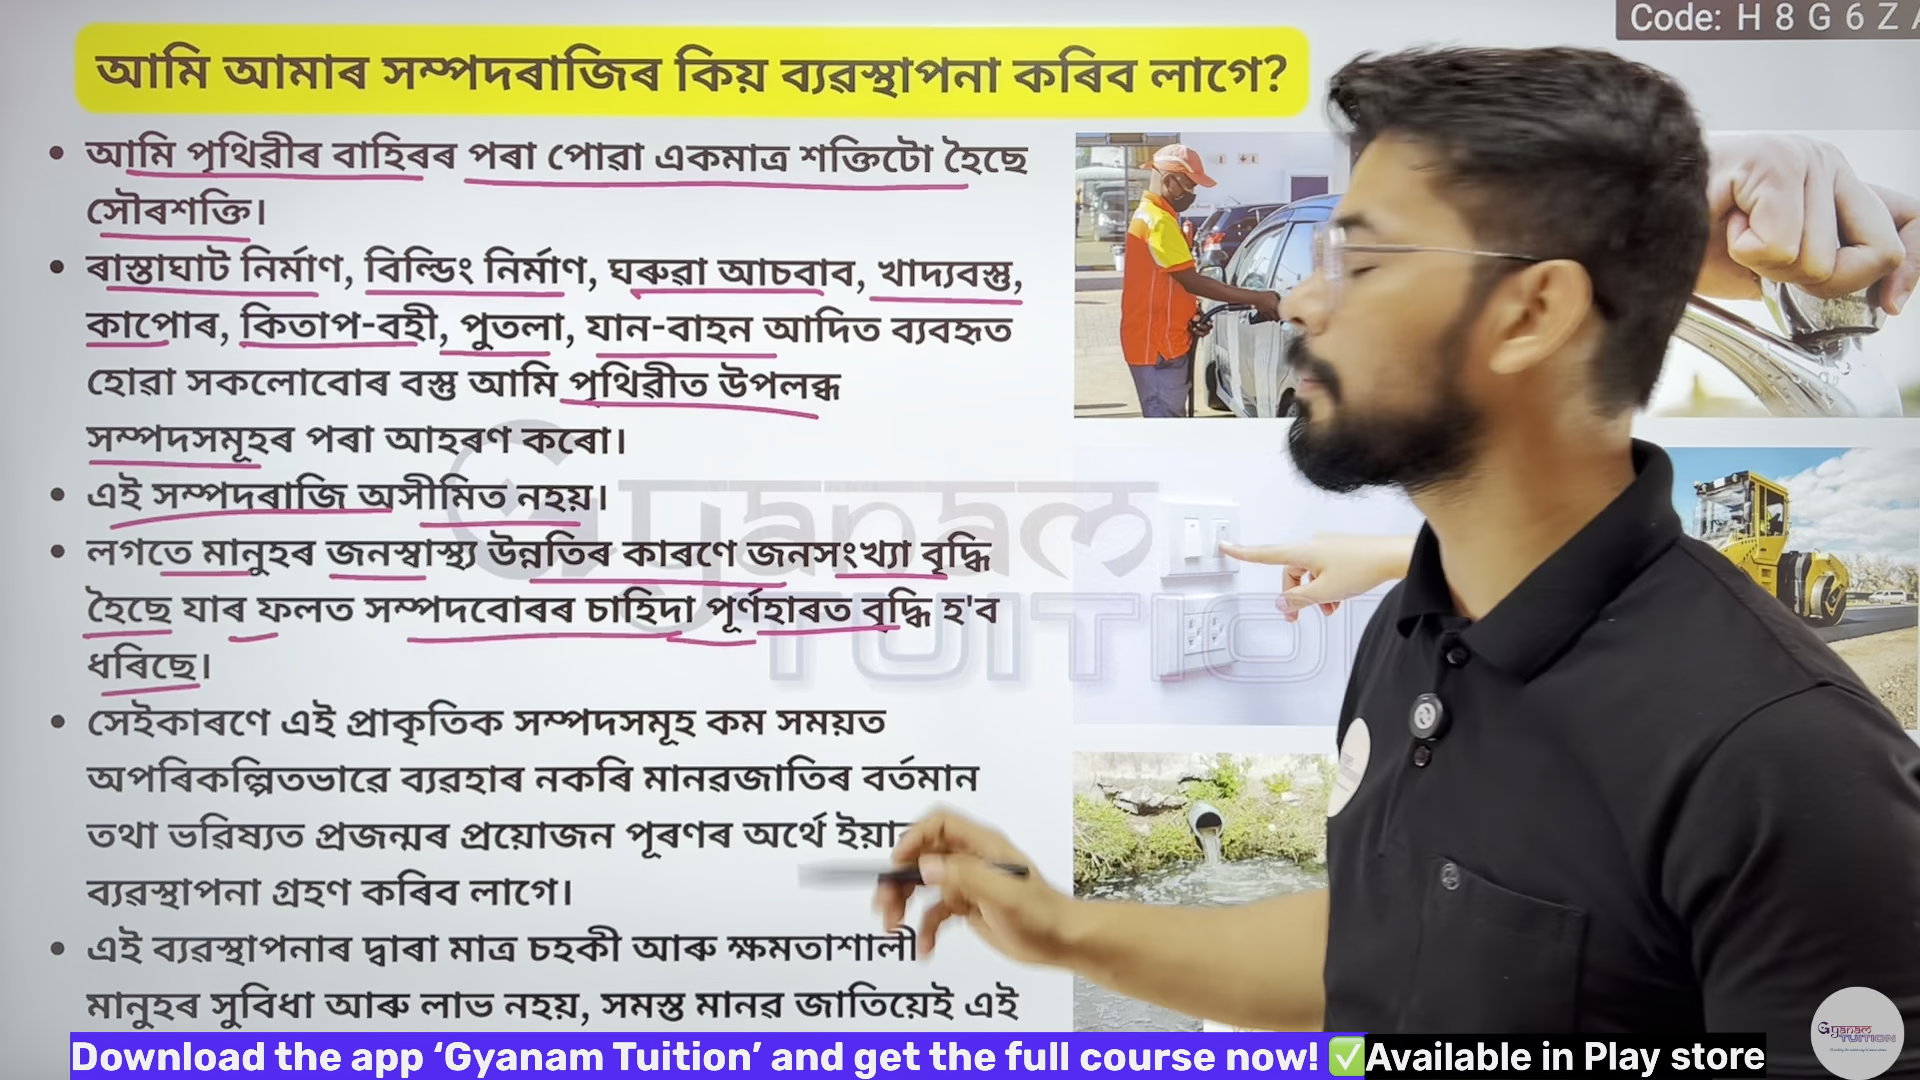 Code: H 8 G 6 Z
আমি আমাৰ সম্পদৰাজিৰ কিয় ব্যৱস্থাপনা কৰিব লাগে?
• আমি পৃথিৱীৰ বাহিৰৰ পৰা পোৱা একমাত্ৰ শক্তিটো হৈছে
সৌৰশক্তি।
• ৰাস্তাঘাট নিৰ্মাণ, বিল্ডিং নিৰ্মাণ, ঘৰুৱা আচবাব, খাদ্যবস্তু,
কাপোৰ, কিতাপ-বহী, পুতলা, যান-বাহন আদিত ব্যবহৃত
হোৱা সকলোবোৰ বস্তু আমি পৃথিৱীত উপলব্ধ
সম্পদসমূহৰ পৰা আহৰণ কৰো।
• এই সম্পদৰাজি অসীমিত নহয়।
• লগতে মানুহৰ জনস্বাস্থ্য উন্নতিৰ কাৰণে জনসংখ্যা বৃদ্ধি
হৈছে যাৰ ফলত সম্পদবোৰৰ চাহিদা পূৰ্ণহাৰত বৃদ্ধি হ'ব
ধৰিছে।
• সেইকাৰণে এই প্ৰাকৃতিক সম্পদসমূহ কম সময়ত
অপৰিকল্পিতভাৱে ব্যৱহাৰ নকৰি মানৱজাতিৰ বৰ্তমান
তথা ভৱিষ্যত প্ৰজন্মৰ প্ৰয়োজন পূৰণৰ অৰ্থে
ব্যৱস্থাপনা গ্ৰহণ কৰিব লাগে।
• এই ব্যৱস্থাপনাৰ দ্বাৰা মাত্ৰ চহকী আৰু ক্ষমতাশালী
মানুহৰ সুবিধা আৰু লাভ নহয়, সমস্ত মানৱ জাতিয়েই এই
Gyanam
TUITION
Download the app ‘Gyanam Tuition’ and get the full course now! ✅Available in Play store
Gyanam
TUITION